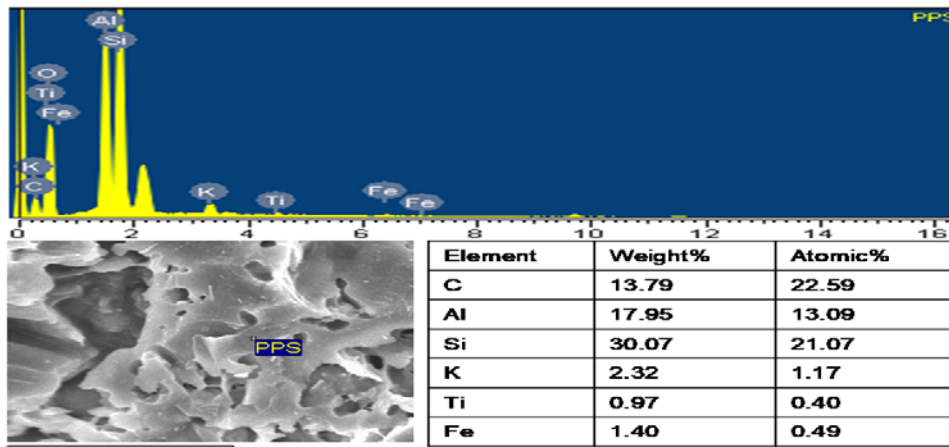 PPS
Al
Si
O
Ti
Fe
K
C
K
Ti
Fe
Fe
0 2 4 6 8 10 12 14 16
PPS
Element Weight% Atomic%
C 13.79 22.59
Al 17.95 13.09
Si 30.07 21.07
K 2.32 1.17
Ti 0.97 0.40
Fe 1.40 0.49